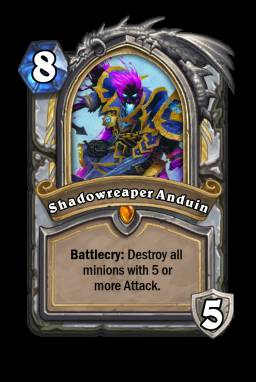 8
Shadowreaper Anduin
Battlecry: Destroy all
minions with 5 or
more Attack.
5